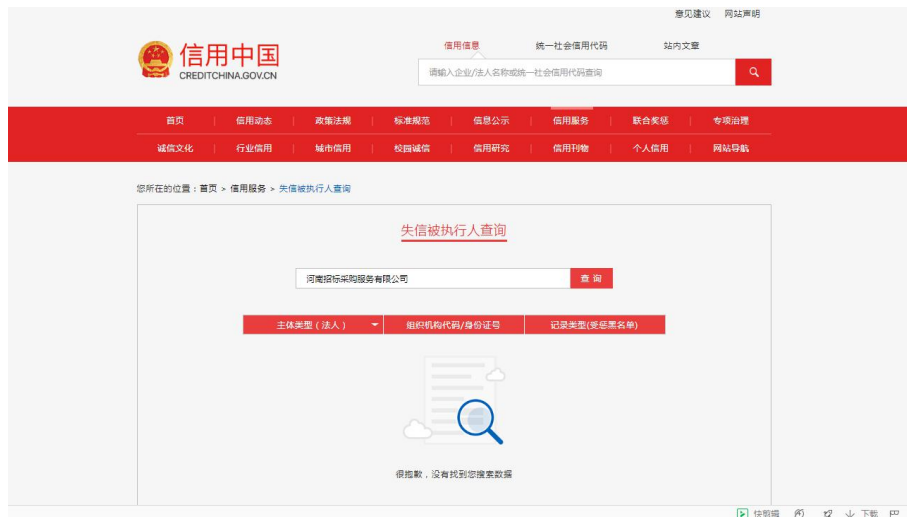 意见建议 网站声明
信用中国
CREDITCHINA.GOV.CN
信用信息 统一社会信用代码 站内文章
请输入企业/法人名称或统一社会信用代码查询
首页 信用动态 政策法规 标准规范 信息公示 信用服务 联合奖惩 专项治理
诚信文化 行业信用 城市信用 校园诚信 信用研究 信用刊物 个人信用 网站导航
您所在的位置：首页 > 信用服务 > 失信被执行人查询
失信被执行人查询
河南招标采购服务有限公司 查 询
主体类型（法人） 组织机构代码/身份证号 记录类型(受惩黑名单)
很抱歉，没有找到您搜索数据
快剪辑 下载